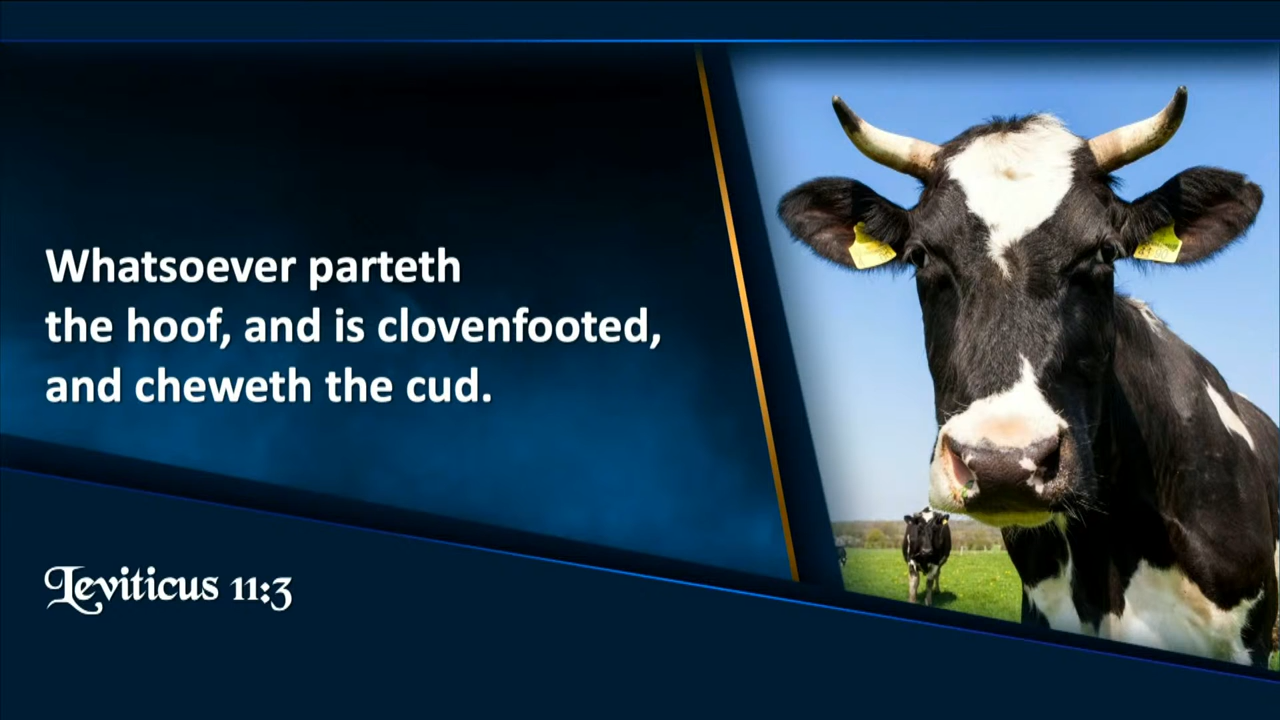 Whatsoever parteth
the hoof, and is clovenfooted,
and cheweth the cud.
Leviticus 11:3